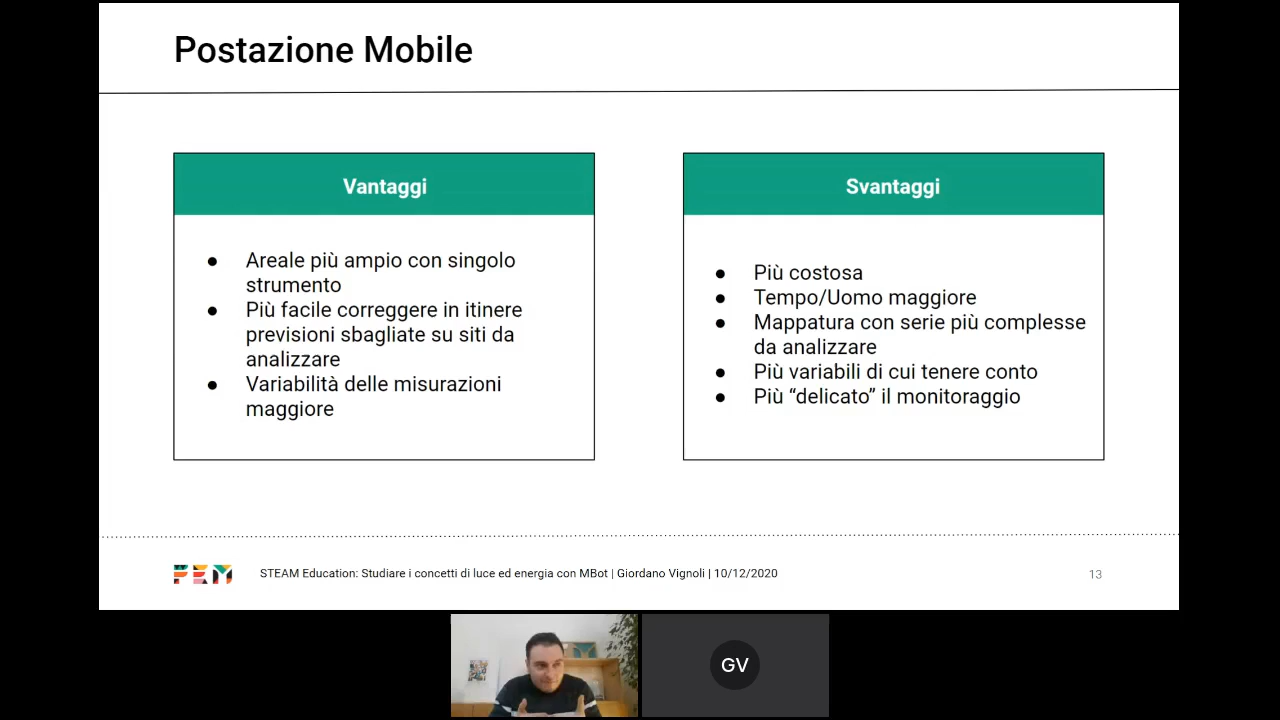 Postazione Mobile
Vantaggi
Areale più ampio con singolo
strumento
Più facile correggere in itinere
previsioni sbagliate su siti da
analizzare
Variabilità delle misurazioni
maggiore
Svantaggi
Più costosa
Tempo/Uomo maggiore
Mappatura con serie più complesse
da analizzare
Più variabili di cui tenere conto
Più “delicato” il monitoraggio
FEM
STEAM Education: Studiare i concetti di luce ed energia con MBot | Giordano Vignoli | 10/12/2020
13
GV